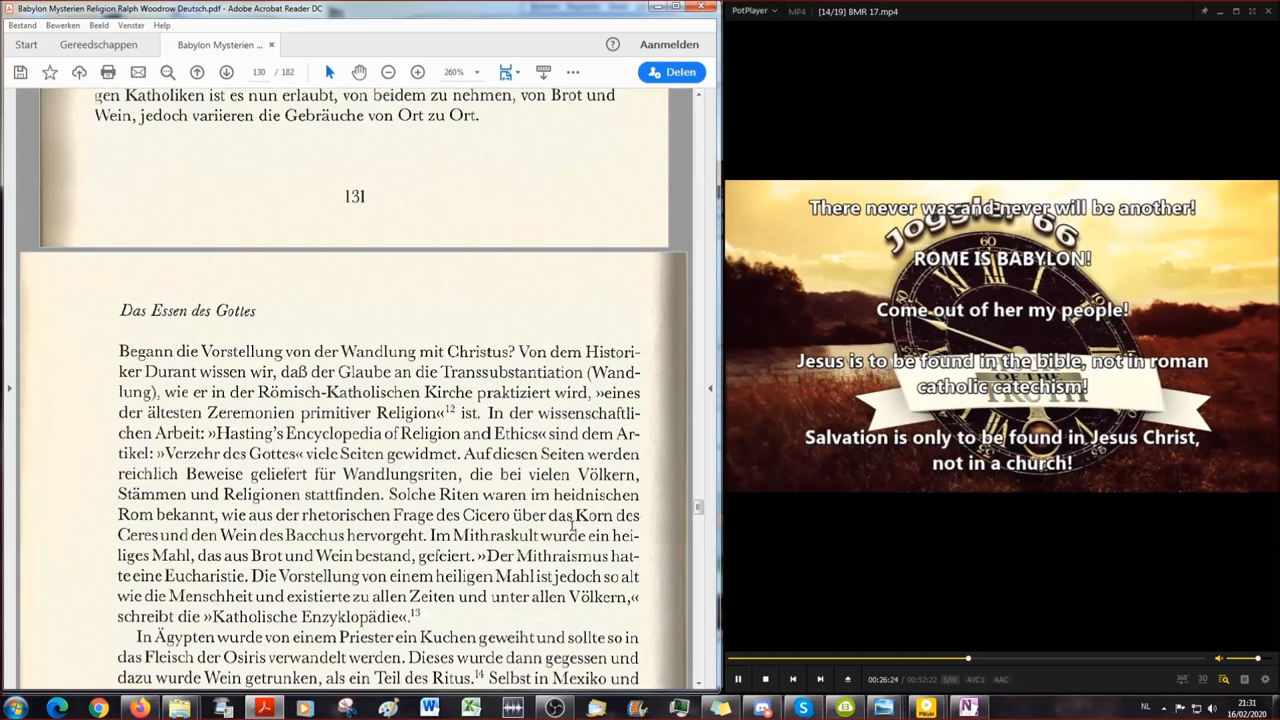 Babylon Mysterien Religion Ralph Woodrow Deutsch.pdf - Adobe Acrobat Reader DC
Bestand Bewerken Beeld Venster Help
Start Gereedschappen Babylon Mysterien ... × Aanmelden
130 / 182 260% Delen
gen Katholiken ist es nun erlaubt, von beidem zu nehmen, von Brot und
Wein, jedoch variieren die Gebräuche von Ort zu Ort.
131
Das Essen des Gottes
Begann die Vorstellung von der Wandlung mit Christus? Von dem Histori-
ker Durant wissen wir, daß der Glaube an die Transsubstantiation (Wand-
lung), wie er in der Römisch-Katholischen Kirche praktiziert wird, »eines
der ältesten Zeremonien primitiver Religion«12 ist. In der wissenschaftli-
chen Arbeit: »Hasting's Encyclopedia of Religion and Ethics« sind dem Ar-
tikel: »Verzehr des Gottes« viele Seiten gewidmet. Auf diesen Seiten werden
reichlich Beweise geliefert für Wandlungsriten, die bei vielen Völkern,
Stämmen und Religionen stattfinden. Solche Riten waren im heidnischen
Rom bekannt, wie aus der rhetorischen Frage des Cicero über das Korn des
Ceres und den Wein des Bacchus hervorgeht. Im Mithraskult wurde ein hei-
liges Mahl, das aus Brot und Wein bestand, gefeiert. »Der Mithraismus hat-
te eine Eucharistie. Die Vorstellung von einem heiligen Mahl ist jedoch so alt
wie die Menschheit und existierte zu allen Zeiten und unter allen Völkern,«
schreibt die »Katholische Enzyklopädie«.13
In Ägypten wurde von einem Priester ein Kuchen geweiht und sollte so in
das Fleisch der Osiris verwandelt werden. Dieses wurde dann gegessen und
dazu wurde Wein getrunken, als ein Teil des Ritus.14 Selbst in Mexiko und
PotPlayer MP4 [14/19] BMR 17.mp4
There never was and never will be another!
Joggler 66
60
ROME IS BABYLON!
Come out of her my people!
Jesus is to be found in the bible, not in roman
OF THE
catholic catechism!
TRUTH
Salvation is only to be found in Jesus Christ,
not in a church!
00:26:24 / 00:52:22 S/W AVC1 AAC
360° 3D
NL 21:31
16/02/2020